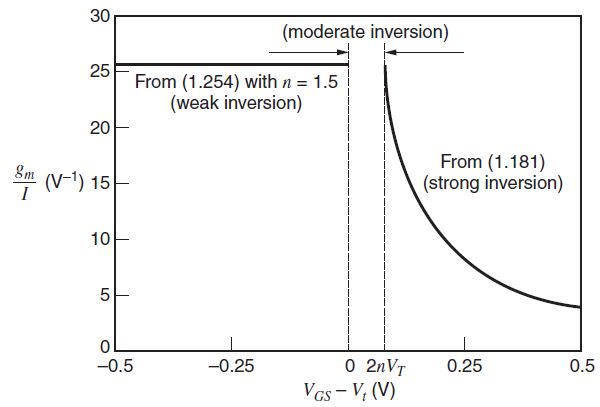 30
(moderate inversion)
25
From (1.254) with n = 1.5
(weak inversion)
20
From (1.181)
(strong inversion)
gm
I
(V−1)
15
10
5
0
−0.5
−0.25
0
2nVT
0.25
0.5
VGS − Vt (V)